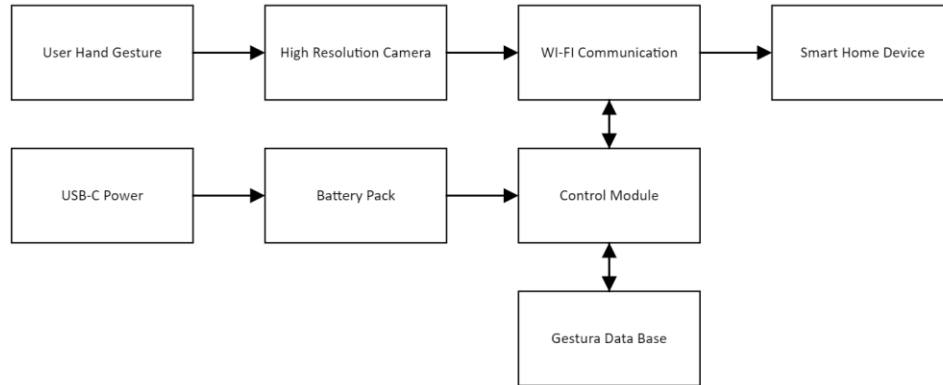 User Hand Gesture
High Resolution Camera
WI-FI Communication
Smart Home Device
USB-C Power
Battery Pack
Control Module
Gestura Data Base